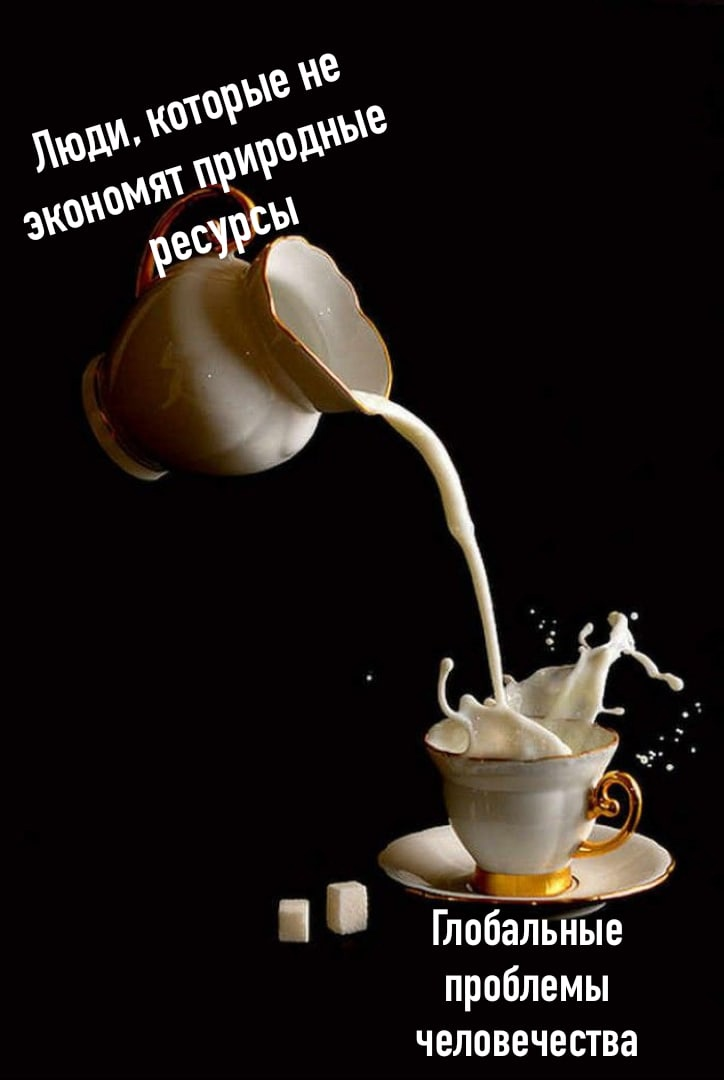 Люди, которые не
экономят природные
ресурсы
Глобальные
проблемы
человечества